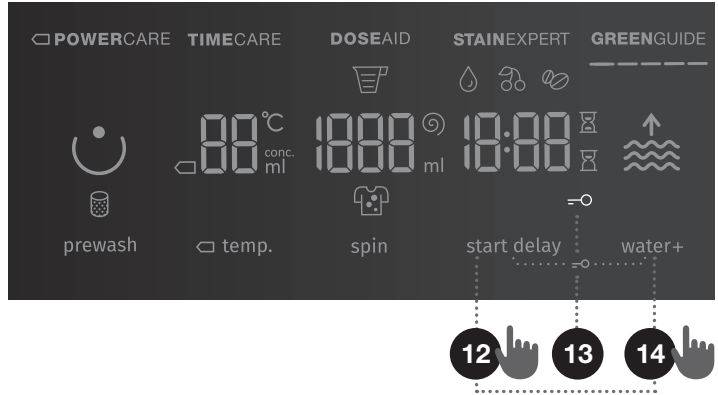 POWERCARE TIMECARE DOSEAID STAINEXPERT GREENGUIDE
88 °C 1888 18:88
conc.
ml ml
prewash temp. spin start delay water+
12 13 14